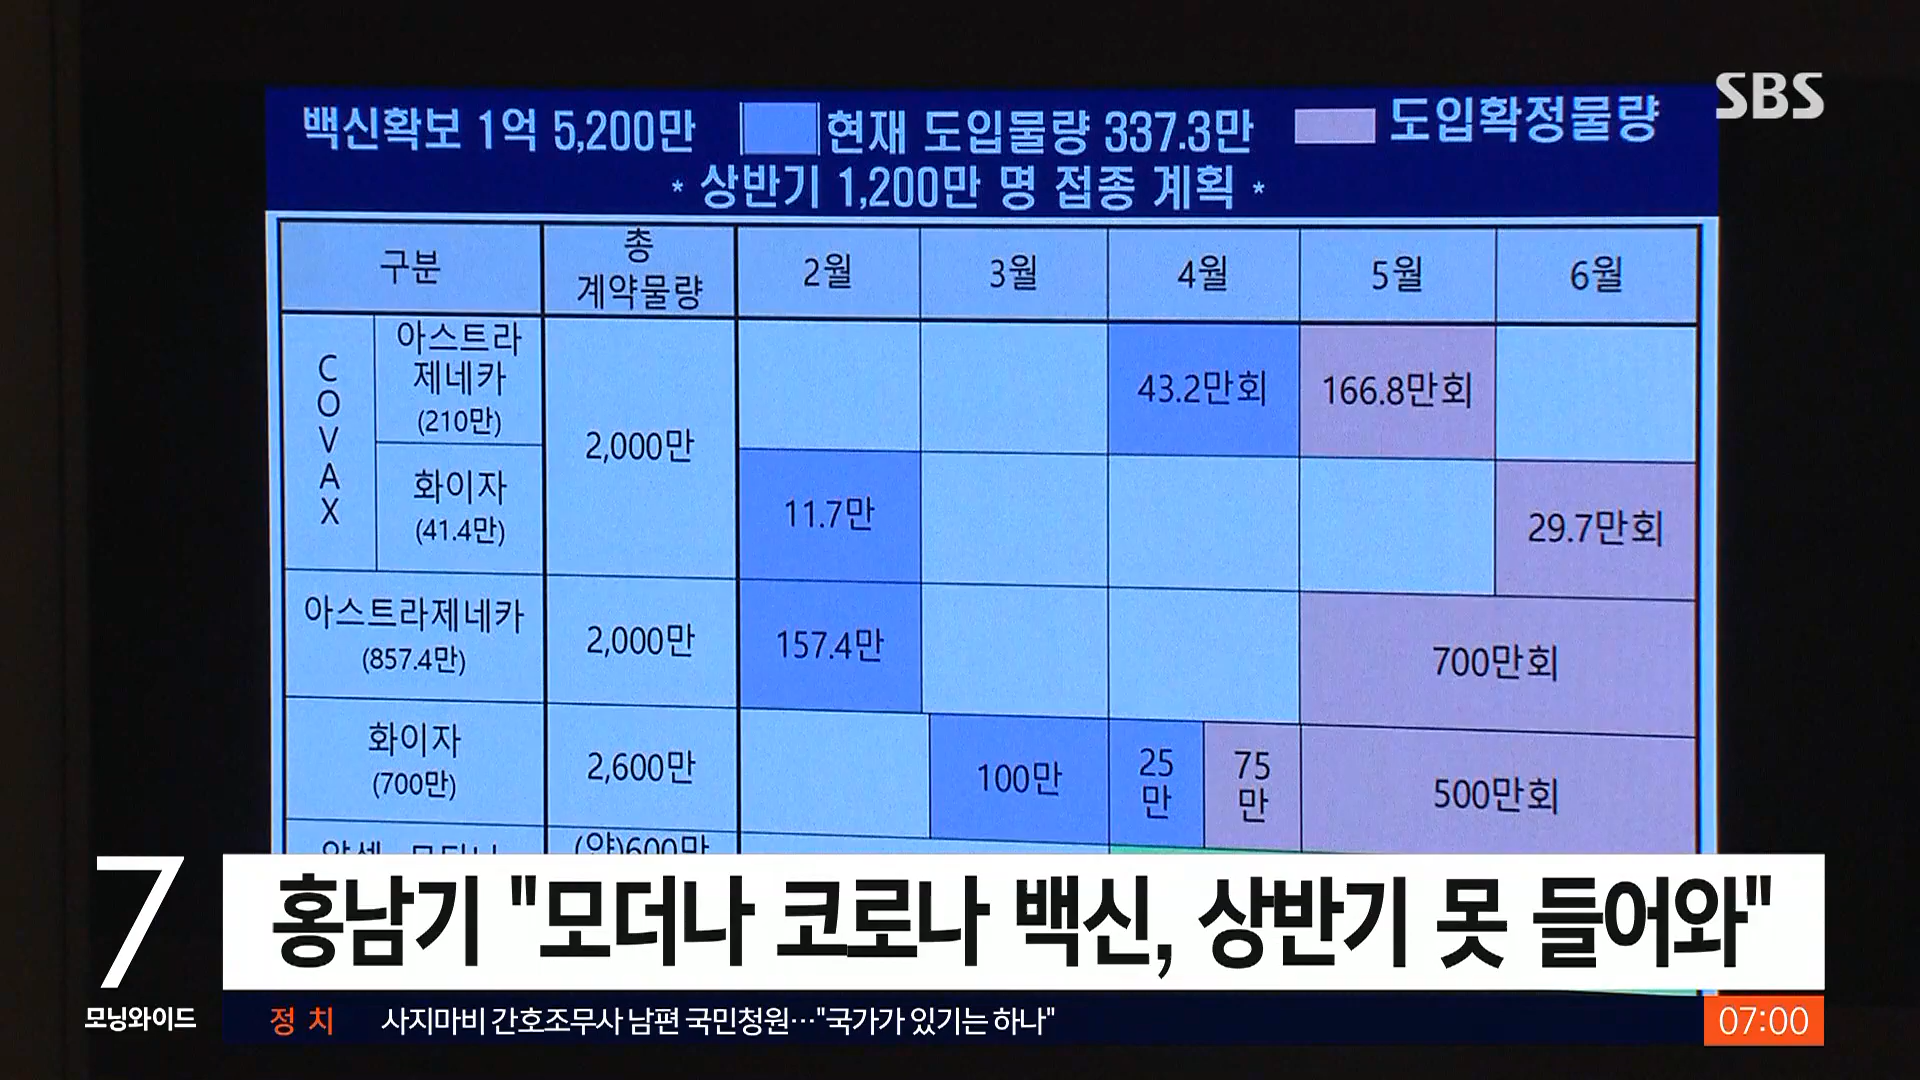 SBS
백신확보 1억 5,200만 현재 도입물량 337.3만 도입확정물량
* 상반기 1,200만 명 접종 계획 *
구분 총 계약물량 2월 3월 4월 5월 6월
COVAX
아스트라
제네카
(210만)
2,000만
43.2만회 166.8만회
화이자
(41.4만)
11.7만 29.7만회
아스트라제네카
(857.4만)
2,000만 157.4만 700만회
화이자
(700만)
2,600만 100만 25만 75만 500만회
홍남기 "모더나 코로나 백신, 상반기 못 들어와"
7
모닝와이드
정 치 사지마비 간호조무사 남편 국민청원…"국가가 있기는 하나"
07:00